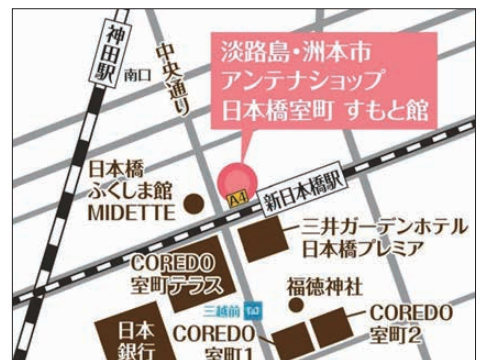 神田駅
南口
中央通り
淡路島・洲本市
アンテナショップ
日本橋室町 すもと館
日本橋
ふくしま館
MIDETTE
A4
新日本橋駅
三井ガーデンホテル
日本橋プレミア
COREDO
室町テラス
三越前
福徳神社
日本
銀行
COREDO
室町1
COREDO
室町2